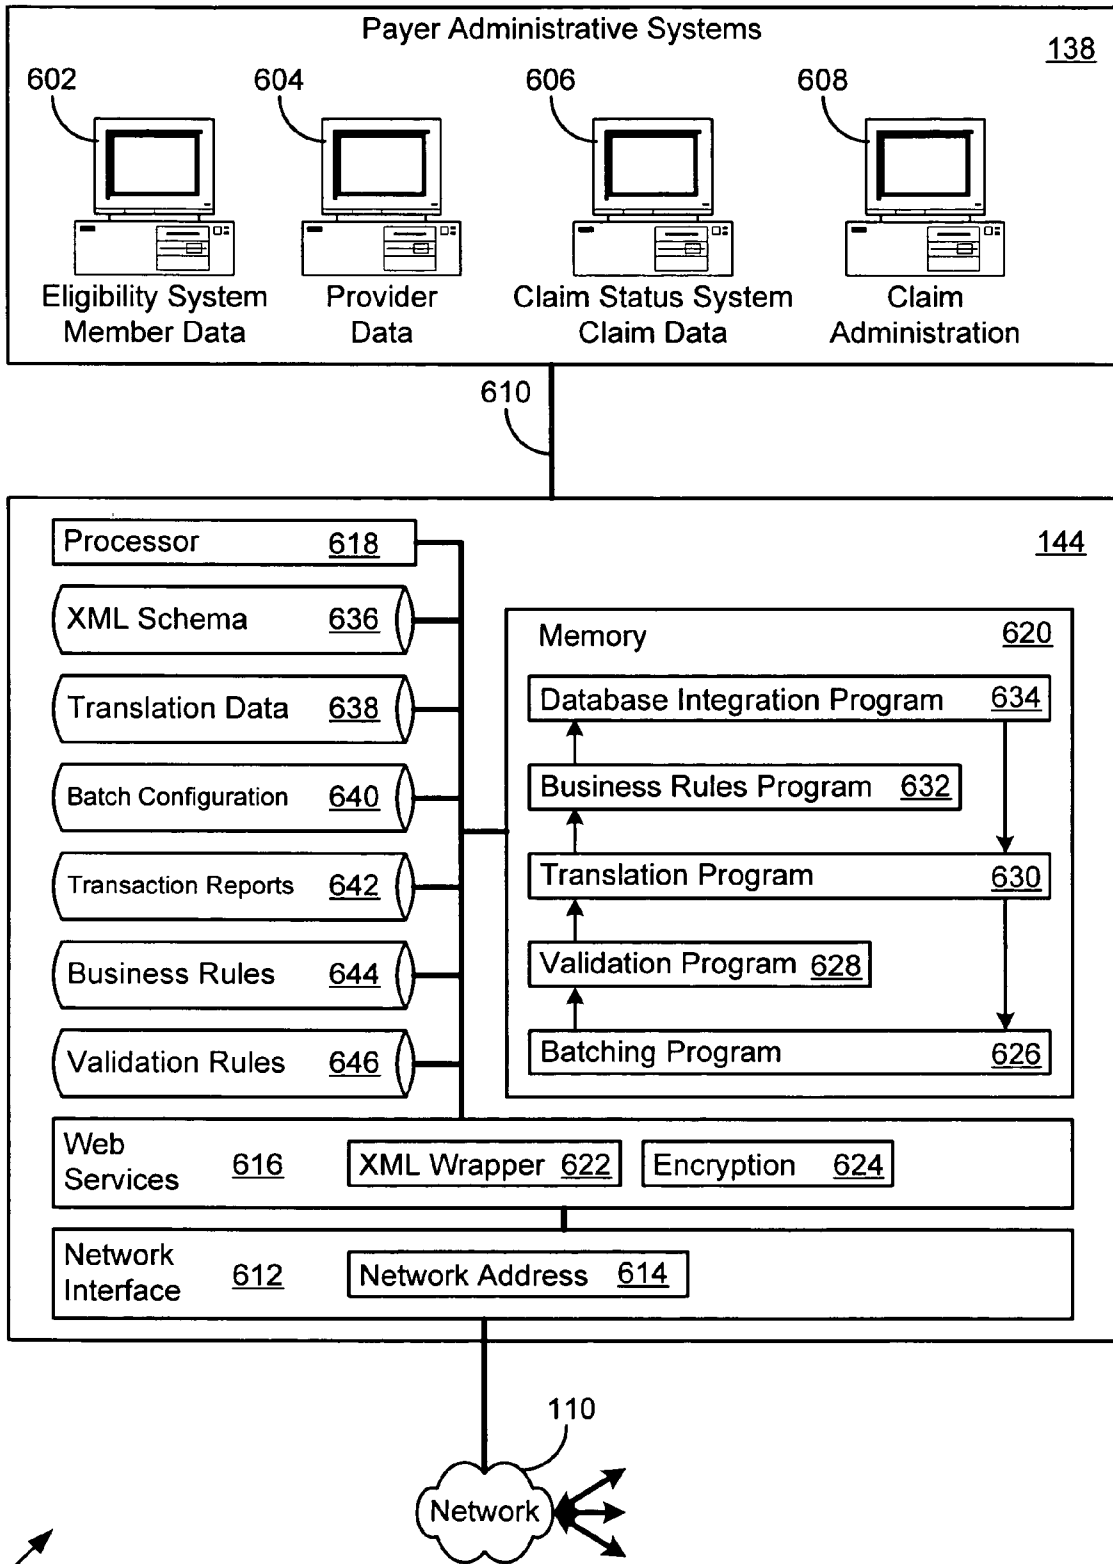 Payer Administrative Systems
138
602
604
606
608
Eligibility System
Member Data
Provider
Data
Claim Status System
Claim Data
Claim
Administration
610
144
Processor 618
XML Schema 636
Translation Data 638
Batch Configuration 640
Transaction Reports 642
Business Rules 644
Validation Rules 646
Memory 620
Database Integration Program 634
Business Rules Program 632
Translation Program 630
Validation Program 628
Batching Program 626
Web
Services
616
XML Wrapper 622
Encryption 624
Network
Interface
612
Network Address 614
110
Network